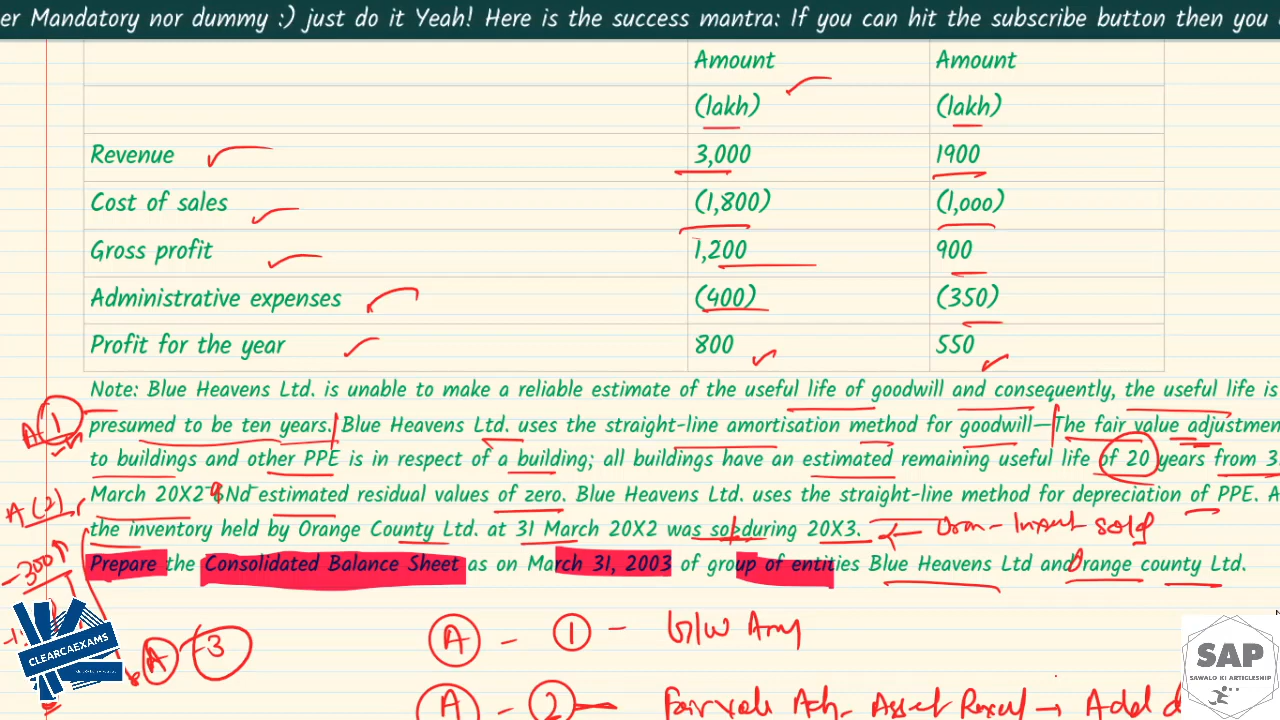 er Mandatory nor dummy :) just do it Yeah! Here is the success mantra: If you can hit the subscribe button then you
Amount Amount
(lakh) (lakh)
Revenue 3,000 1900
Cost of sales (1,800) (1,000)
Gross profit 1,200 900
Administrative expenses (400) (350)
Profit for the year 800 550
Note: Blue Heavens Ltd. is unable to make a reliable estimate of the useful life of goodwill and consequently, the useful life is
A 1
presumed to be ten years. Blue Heavens Ltd. uses the straight-line amortisation method for goodwill—The fair value adjustmen
to buildings and other PPE is in respect of a building; all buildings have an estimated remaining useful life of 20 years from 3
A (2)
March 20X2 Nd estimated residual values of zero. Blue Heavens Ltd. uses the straight-line method for depreciation of PPE. A
the inventory held by Orange County Ltd. at 31 March 20X2 was sol during 20X3.
sold
-300
Prepare the Consolidated Balance Sheet as on March 31, 2003 of group of entities Blue Heavens Ltd and Orange county Ltd.
CLEARCAEXAMS
A -3
A - 1 - G/W Amy
SAP
SAWALO KI ARTICLESHIP
A - 2 Asset Add